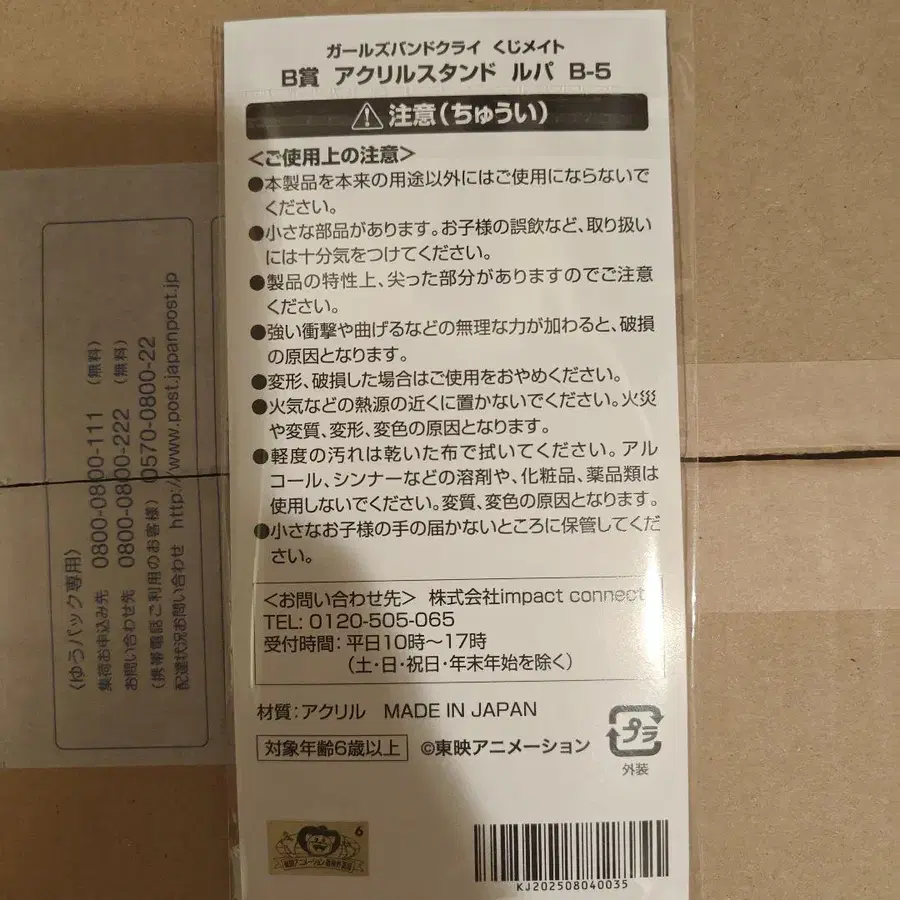 ガールズバンドクライ くじメイト
B賞 アクリルスタンド ルパ B-5
注意(ちゅうい)
<ご使用上の注意>
●本製品を本来の用途以外にはご使用にならないで
ください。
●小さな部品があります。お子様の誤飲など、取り扱い
には十分気をつけてください。
●製品の特性上、尖った部分がありますのでご注意
ください。
●強い衝撃や曲げるなどの無理な力が加わると、破損
の原因となります。
●変形、破損した場合はご使用をおやめください。
●火気などの熱源の近くに置かないでください。火災
や変質、変形、変色の原因となります。
●軽度の汚れは乾いた布で拭いてください。アル
コール、シンナーなどの溶剤や、化粧品、薬品類は
使用しないでください。変質、変色の原因となります。
●小さなお子様の手の届かないところに保管してくだ
さい。
<お問い合わせ先> 株式会社impact connect
TEL: 0120-505-065
受付時間: 平日10時〜17時
(土・日・祝日・年末年始を除く)
材質:アクリル MADE IN JAPAN
対象年齢6歳以上 ©東映アニメーション
プラ
外装
6
東映アニメーション
KJ202508040035
<ゆうパック専用>
集荷お申込み先 0800-0800-111 (無料)
お問い合わせ先 0800-0800-222 (無料)
(携帯電話ご利用のお客様) 0570-0800-22
配達状況お問い合わせ http://www.post.japanpost.jp